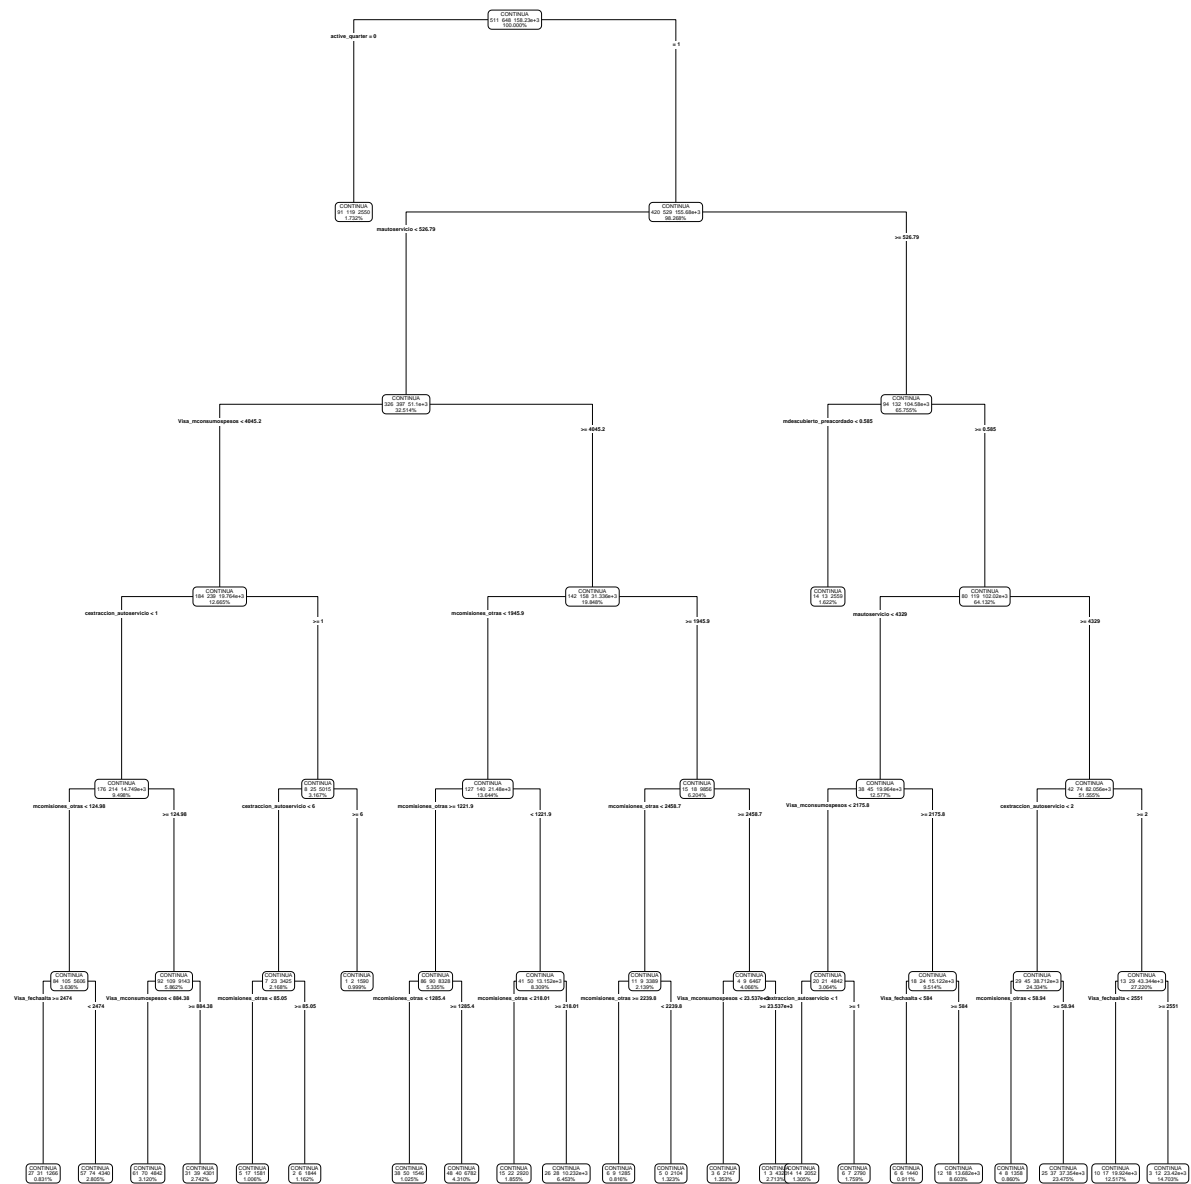 CONTINUA
511 648 158.23e+3
100.000%
active_quarter = 0
= 1
CONTINUA
91 119 2550
1.732%
CONTINUA
420 529 155.68e+3
98.268%
mautoservicio < 526.79
>= 526.79
CONTINUA
326 397 51.1e+3
32.514%
CONTINUA
94 132 104.58e+3
65.755%
Visa_mconsumospesos < 4045.2
>= 4045.2
mdescubierto_preacordado < 0.585
>= 0.585
CONTINUA
184 239 19.764e+3
12.665%
CONTINUA
142 158 31.336e+3
19.848%
CONTINUA
14 13 2559
1.622%
CONTINUA
80 119 102.02e+3
64.132%
cextraccion_autoservicio < 1
>= 1
mcomisiones_otras < 1945.9
>= 1945.9
mautoservicio < 4329
>= 4329
CONTINUA
176 214 14.749e+3
9.498%
CONTINUA
8 25 5015
3.167%
CONTINUA
127 140 21.48e+3
13.644%
CONTINUA
15 18 9856
6.204%
CONTINUA
38 45 19.964e+3
12.577%
CONTINUA
42 74 82.056e+3
51.555%
mcomisiones_otras < 124.98
>= 124.98
cextraccion_autoservicio < 6
>= 6
mcomisiones_otras >= 1221.9
< 1221.9
mcomisiones_otras < 2458.7
>= 2458.7
Visa_mconsumospesos < 2175.8
>= 2175.8
cextraccion_autoservicio < 2
>= 2
CONTINUA
84 105 5606
3.636%
CONTINUA
92 109 9143
5.862%
CONTINUA
7 23 3425
2.168%
CONTINUA
1 2 1590
0.999%
CONTINUA
86 90 8328
5.335%
CONTINUA
41 50 13.152e+3
8.309%
CONTINUA
11 9 3389
2.139%
CONTINUA
4 9 6467
4.066%
CONTINUA
20 21 4842
3.064%
CONTINUA
18 24 15.122e+3
9.514%
CONTINUA
29 45 38.712e+3
24.334%
CONTINUA
13 29 43.344e+3
27.220%
Visa_fechaalta >= 2474
< 2474
Visa_mconsumospesos < 884.38
>= 884.38
mcomisiones_otras < 85.05
>= 85.05
mcomisiones_otras < 1285.4
>= 1285.4
mcomisiones_otras < 218.01
>= 218.01
mcomisiones_otras >= 2239.8
< 2239.8
Visa_mconsumospesos < 23.537e+3
>= 23.537e+3
cextraccion_autoservicio < 1
>= 1
Visa_fechaalta < 584
>= 584
mcomisiones_otras < 58.94
>= 58.94
Visa_fechaalta < 2551
>= 2551
CONTINUA
27 31 1266
0.831%
CONTINUA
57 74 4340
2.805%
CONTINUA
61 70 4842
3.120%
CONTINUA
31 39 4301
2.742%
CONTINUA
5 17 1581
1.006%
CONTINUA
2 6 1844
1.162%
CONTINUA
38 50 1546
1.025%
CONTINUA
48 40 6782
4.310%
CONTINUA
15 22 2920
1.855%
CONTINUA
26 28 10.232e+3
6.453%
CONTINUA
6 9 1285
0.816%
CONTINUA
5 0 2104
1.323%
CONTINUA
3 6 2147
1.353%
1 3
2.713%
CONTINUA
14 14 2052
1.305%
CONTINUA
6 7 2790
1.759%
CONTINUA
6 6 1440
0.911%
CONTINUA
12 18 13.682e+3
8.603%
CONTINUA
4 8 1358
0.860%
CONTINUA
25 37 37.354e+3
23.475%
CONTINUA
10 17 19.924e+3
12.517%
CONTINUA
3 12 23.42e+3
14.703%